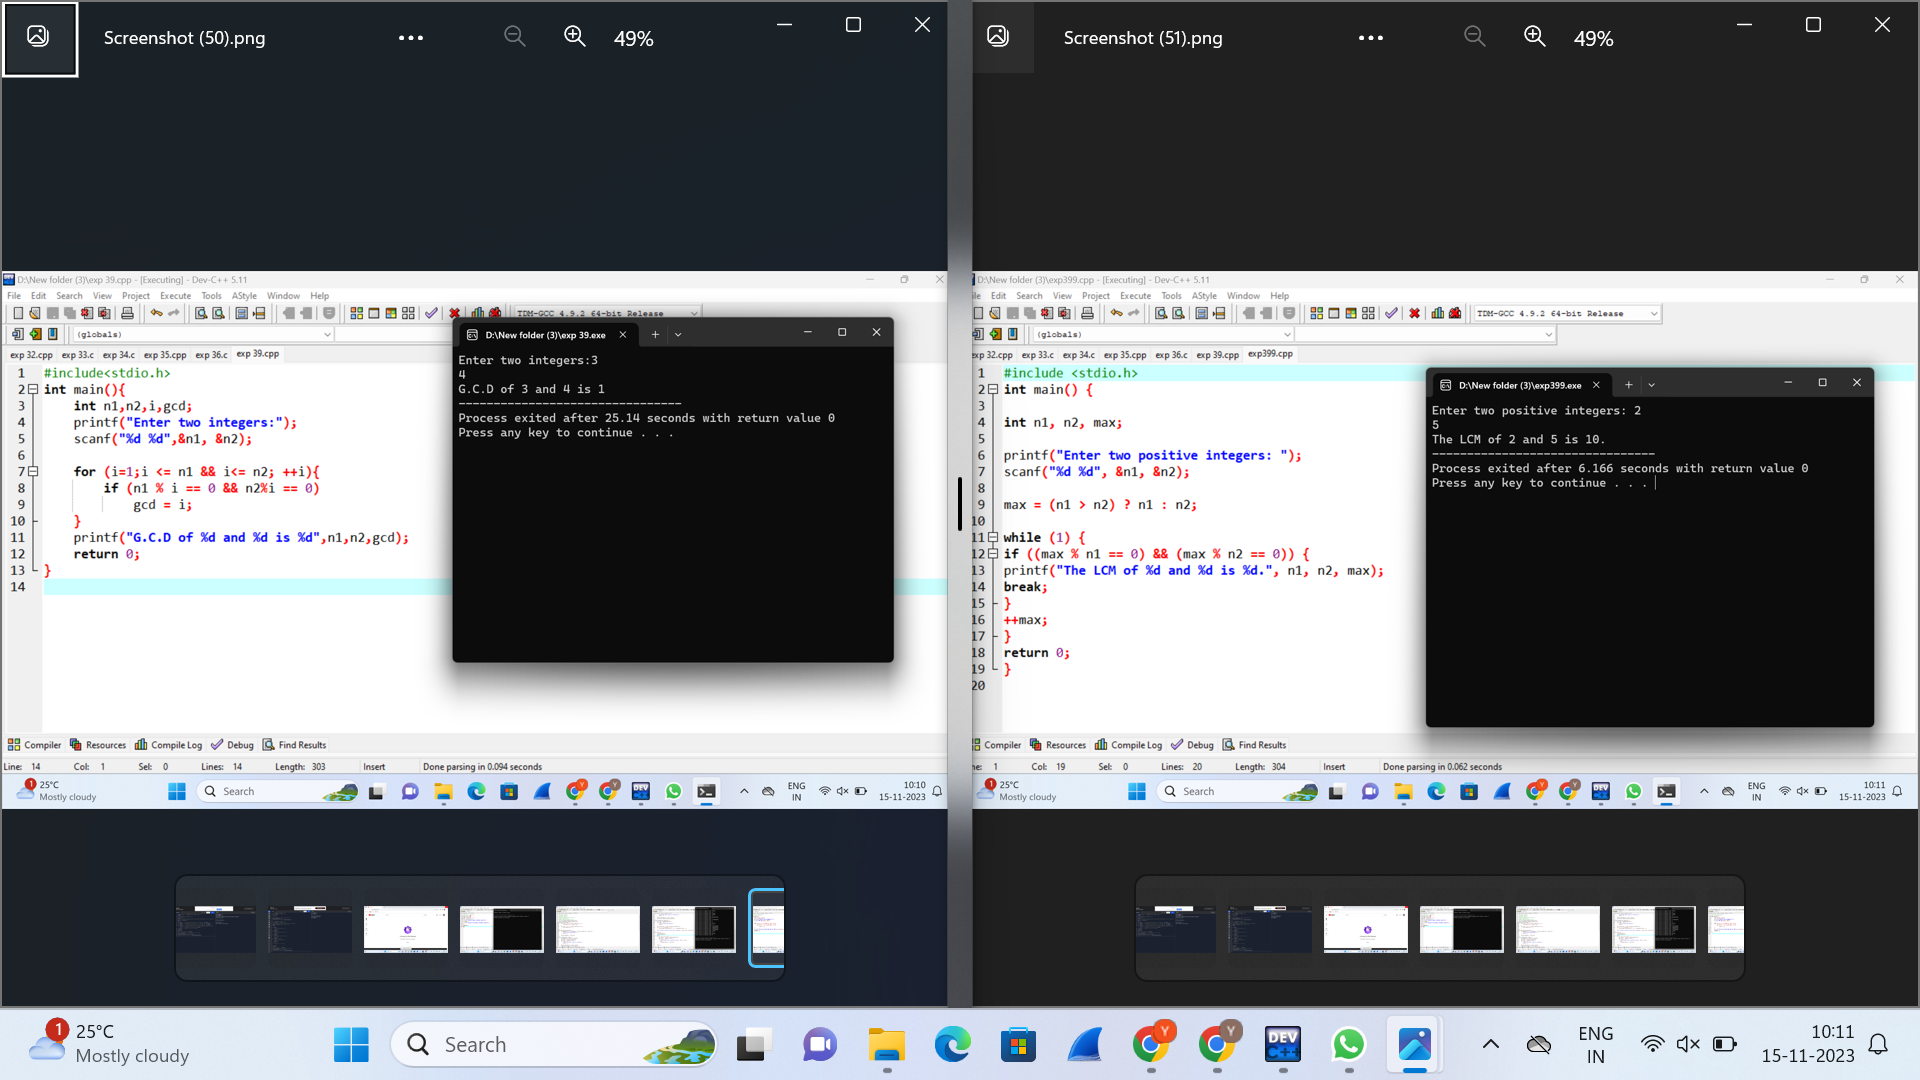 Screenshot (50).png
49%
D:\New folder (3)\exp 39.cpp - [Executing] - Dev-C++ 5.11
File Edit Search View Project Execute Tools AStyle Window Help
TDM-GCC 4.9.2 64-bit Release
(globals)
exp 32.cpp exp 33.c exp 34.c exp 35.cpp exp 36.c exp 39.cpp
1 #include<stdio.h>
2 int main(){
3 int n1,n2,i,gcd;
4 printf("Enter two integers:");
5 scanf("%d %d",&n1, &n2);
6
7 for (i=1;i <= n1 && i<= n2; ++i){
8 if (n1 % i == 0 && n2%i == 0)
9 gcd = i;
10 }
11 printf("G.C.D of %d and %d is %d",n1,n2,gcd);
12 return 0;
13 }
14
D:\New folder (3)\exp 39.exe
Enter two integers:3
4
G.C.D of 3 and 4 is 1
--------------------------------
Process exited after 25.14 seconds with return value 0
Press any key to continue . . .
Compiler Resources Compile Log Debug Find Results
Line: 14 Col: 1 Sel: 0 Lines: 14 Length: 303 Insert Done parsing in 0.094 seconds
1
25°C
Mostly cloudy
Search
DEV
ENG
IN
10:10
15-11-2023
Screenshot (51).png
49%
D:\New folder (3)\exp399.cpp - [Executing] - Dev-C++ 5.11
ile Edit Search View Project Execute Tools AStyle Window Help
TDM-GCC 4.9.2 64-bit Release
(globals)
xp 32.cpp exp 33.c exp 34.c exp 35.cpp exp 36.c exp 39.cpp exp399.cpp
1 #include <stdio.h>
2 int main() {
3
4 int n1, n2, max;
5
6 printf("Enter two positive integers: ");
7 scanf("%d %d", &n1, &n2);
8
9 max = (n1 > n2) ? n1 : n2;
10
11 while (1) {
12 if ((max % n1 == 0) && (max % n2 == 0)) {
13 printf("The LCM of %d and %d is %d.", n1, n2, max);
14 break;
15 }
16 ++max;
17 }
18 return 0;
19 }
20
D:\New folder (3)\exp399.exe
Enter two positive integers: 2
5
The LCM of 2 and 5 is 10.
--------------------------------
Process exited after 6.166 seconds with return value 0
Press any key to continue . . .
Compiler Resources Compile Log Debug Find Results
ne: 1 Col: 19 Sel: 0 Lines: 20 Length: 304 Insert Done parsing in 0.062 seconds
1
25°C
Mostly cloudy
Search
DEV
ENG
IN
10:11
15-11-2023
1
25°C
Mostly cloudy
Search
Y
Y
DEV
C++
ENG
IN
10:11
15-11-2023